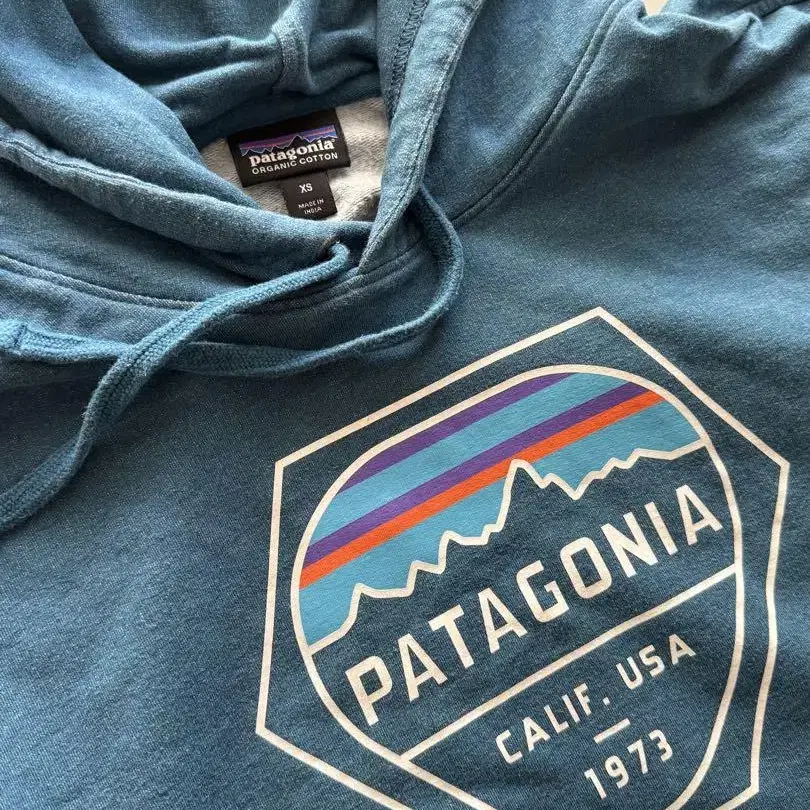 patagonia®
ORGANIC COTTON
XS
MADE IN
INDIA
PATAGONIA
CALIF. USA
1973